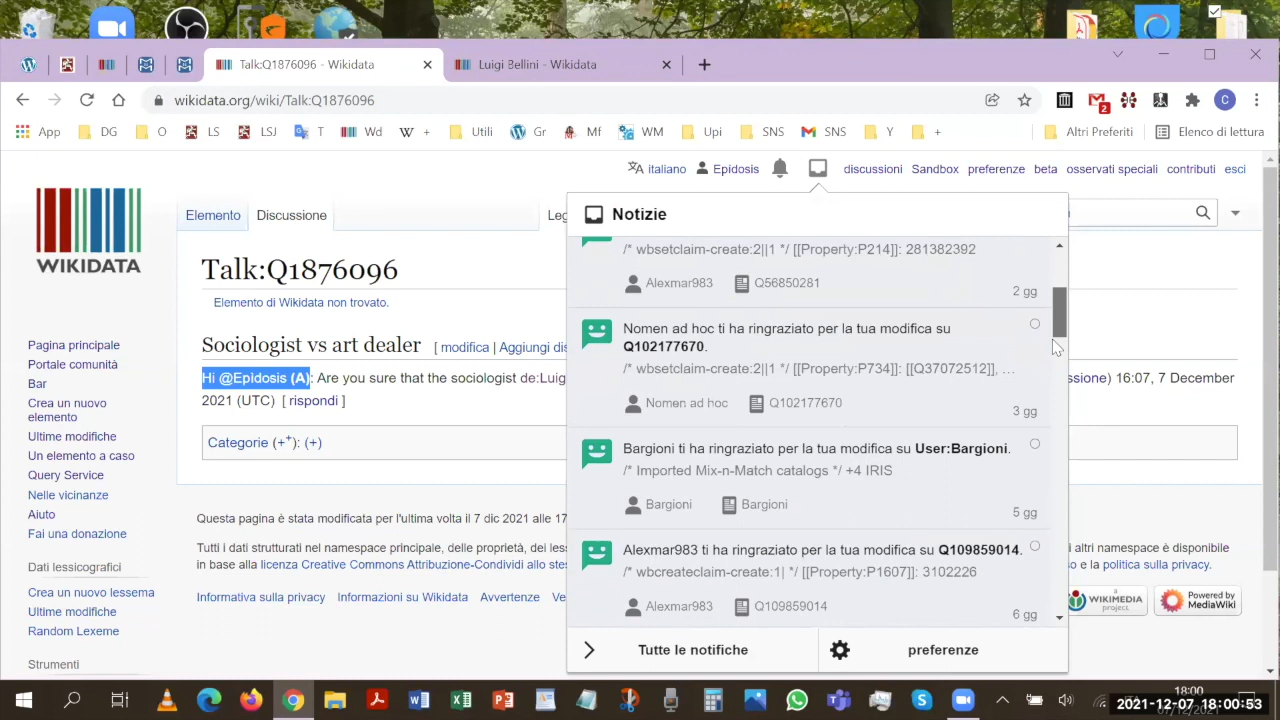 Talk:Q1876096 - Wikidata
Luigi Bellini - Wikidata
wikidata.org/wiki/Talk:Q1876096
2
C
App
DG
O
LS
LSJ
T
Wd
+
Utili
Gr
Mf
WM
Upi
SNS
SNS
Y
+
Altri Preferiti
Elenco di lettura
italiano
Epidosis
discussioni
Sandbox
preferenze
beta
osservati speciali
contributi
esci
WIKIDATA
Elemento
Discussione
Leg
Notizie
Talk:Q1876096
Elemento di Wikidata non trovato.
Sociologist vs art dealer [ modifica | Aggiungi dis
Hi @Epidosis (A): Are you sure that the sociologist de:Luig
ssione) 16:07, 7 December
2021 (UTC) [ rispondi ]
Categorie (+⁺): (+)
Questa pagina è stata modificata per l'ultima volta il 7 dic 2021 alle 17
Tutti i dati strutturati nel namespace principale, delle proprietà, dei less
i altri namespace è disponibile
in base alla licenza Creative Commons Attribuzione-Condividi allo stes
so e la politica sulla privacy.
Informativa sulla privacy
Informazioni su Wikidata
Avvertenze
Ve
WIKIMEDIA
project
Powered by
MediaWiki
Pagina principale
Portale comunità
Bar
Crea un nuovo
elemento
Ultime modifiche
Un elemento a caso
Query Service
Nelle vicinanze
Aiuto
Fai una donazione
Dati lessicografici
Crea un nuovo lessema
Ultime modifiche
Random Lexeme
Strumenti
/* wbsetclaim-create:2||1 */ [[Property:P214]]: 281382392
Alexmar983
Q56850281
2 gg
Nomen ad hoc ti ha ringraziato per la tua modifica su
Q102177670.
/* wbsetclaim-create:2||1 */ [[Property:P734]]: [[Q37072512]], …
Nomen ad hoc
Q102177670
3 gg
Bargioni ti ha ringraziato per la tua modifica su User:Bargioni.
/* Imported Mix-n-Match catalogs */ +4 IRIS
Bargioni
Bargioni
5 gg
Alexmar983 ti ha ringraziato per la tua modifica su Q109859014.
/* wbcreateclaim-create:1| */ [[Property:P1607]]: 3102226
Alexmar983
Q109859014
6 gg
Tutte le notifiche
preferenze
18:00
2021-12-07 18:00:53